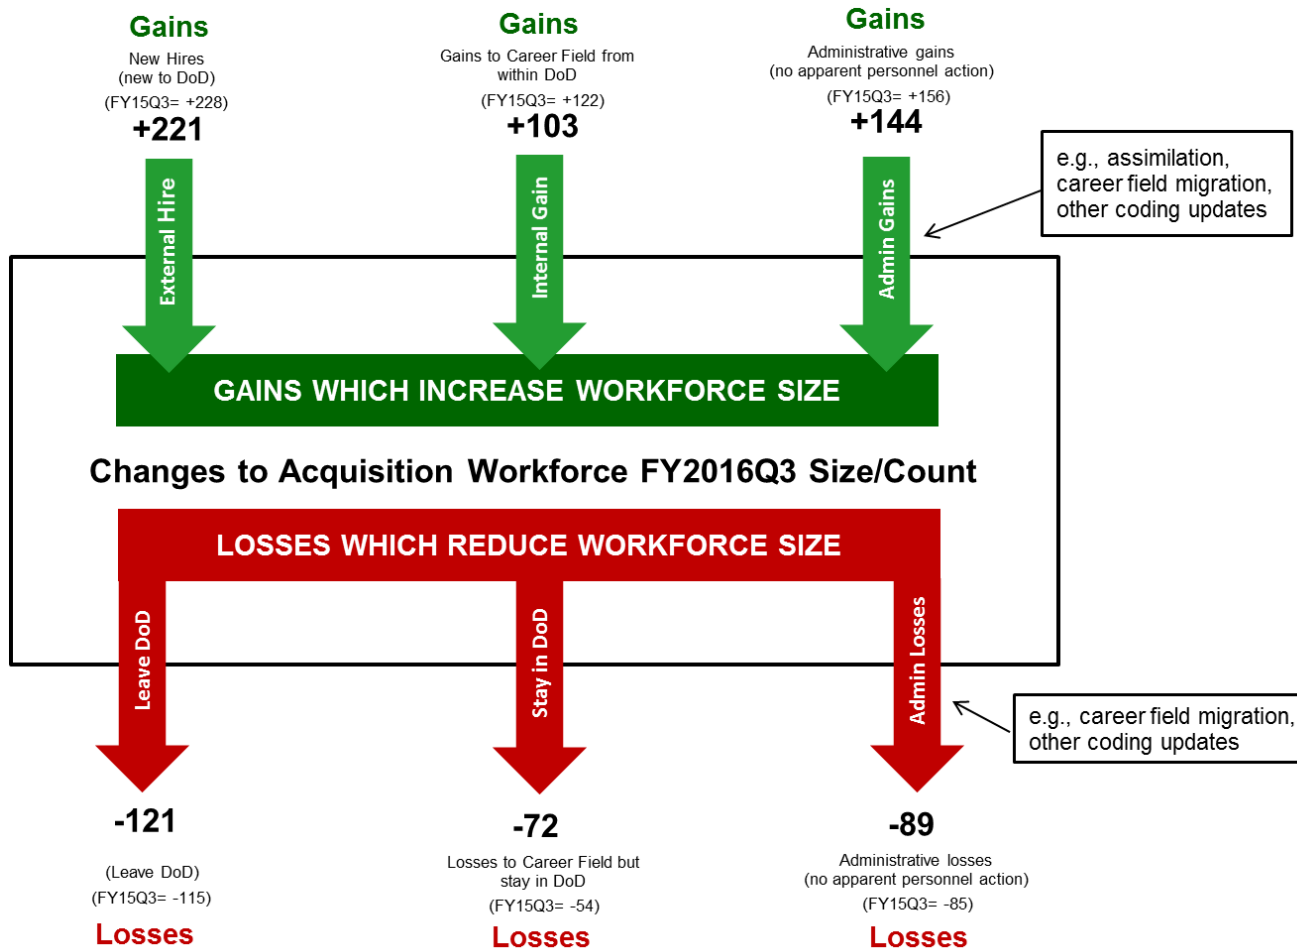 Gains
New Hires
(new to DoD)
(FY15Q3= +228)
+221
Gains
Gains to Career Field from
within DoD
(FY15Q3= +122)
+103
Gains
Administrative gains
(no apparent personnel action)
(FY15Q3= +156)
+144
e.g., assimilation,
career field migration,
other coding updates
External Hire
Internal Gain
Admin Gains
GAINS WHICH INCREASE WORKFORCE SIZE
Changes to Acquisition Workforce FY2016Q3 Size/Count
LOSSES WHICH REDUCE WORKFORCE SIZE
Leave DoD
Stay in DoD
Admin Losses
e.g., career field migration,
other coding updates
-121
(Leave DoD)
(FY15Q3= -115)
Losses
-72
Losses to Career Field but
stay in DoD
(FY15Q3= -54)
Losses
-89
Administrative losses
(no apparent personnel action)
(FY15Q3= -85)
Losses